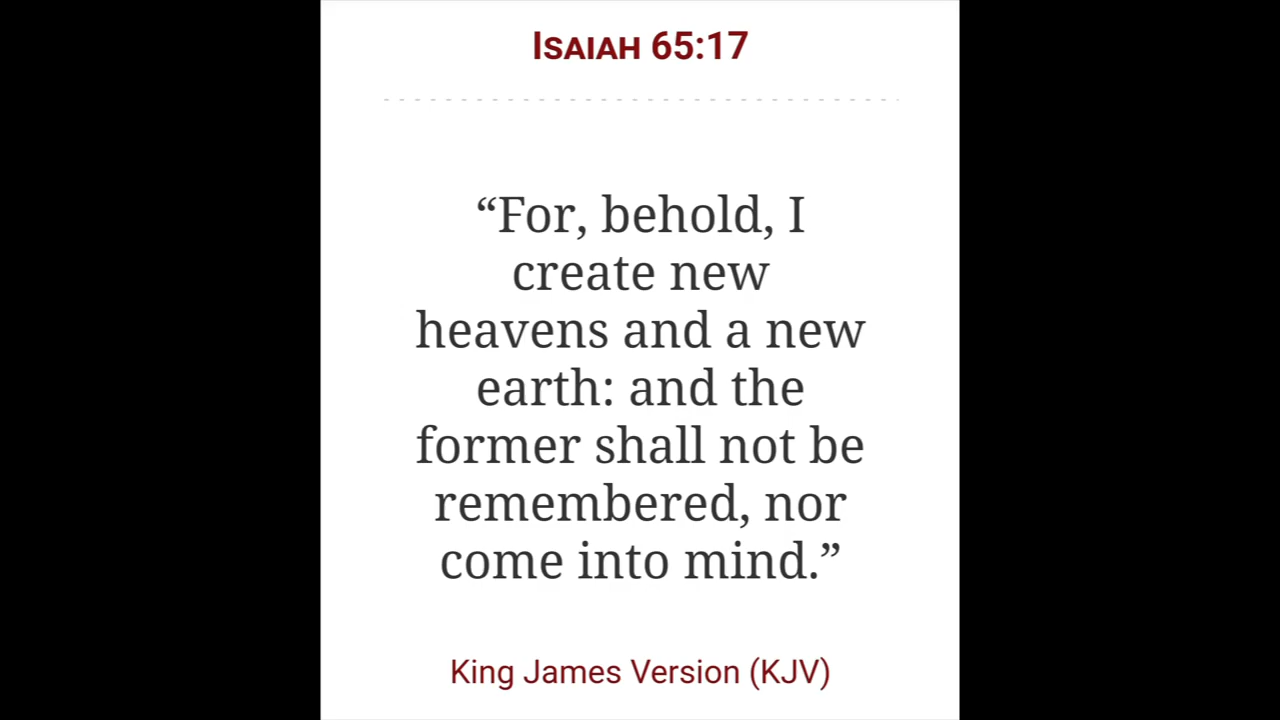 Isaiah 65:17
“For, behold, I
create new
heavens and a new
earth: and the
former shall not be
remembered, nor
come into mind.”
King James Version (KJV)